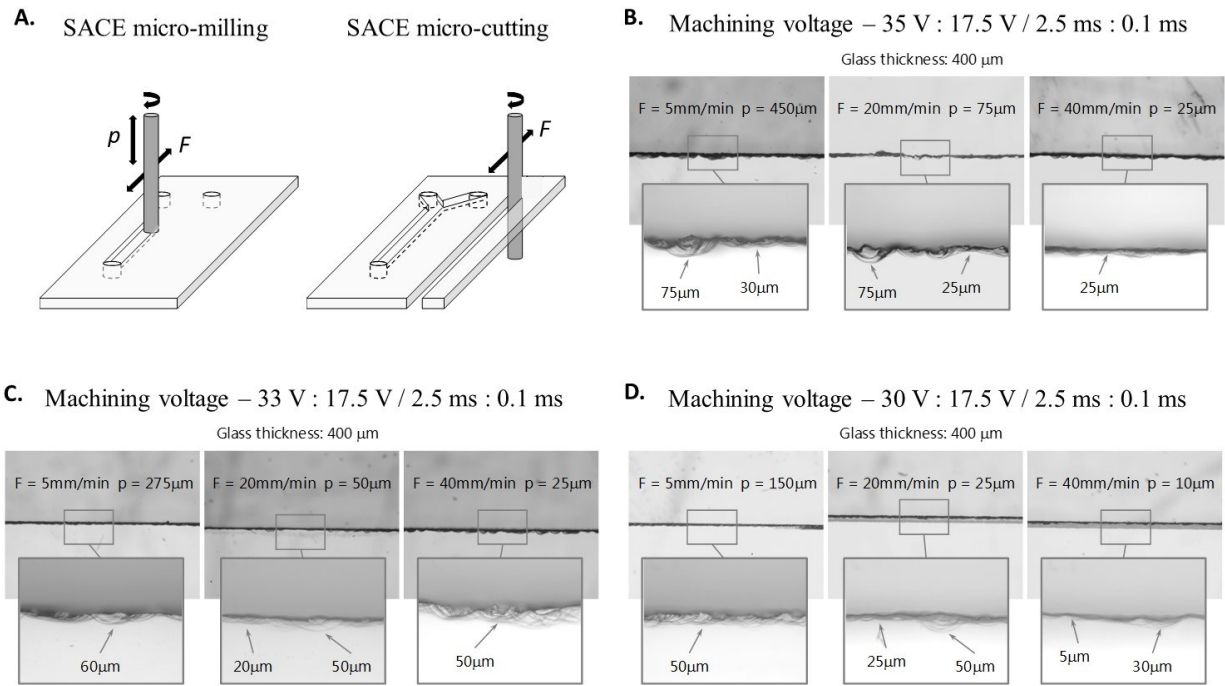 A.
SACE micro-milling
SACE micro-cutting
p
F
F
B.
Machining voltage – 35 V : 17.5 V / 2.5 ms : 0.1 ms
Glass thickness: 400 µm
F = 5mm/min p = 450µm
F = 20mm/min p = 75µm
F = 40mm/min p = 25µm
75µm
30µm
75µm
25µm
25µm
C.
Machining voltage – 33 V : 17.5 V / 2.5 ms : 0.1 ms
Glass thickness: 400 µm
F = 5mm/min p = 275µm
F = 20mm/min p = 50µm
F = 40mm/min p = 25µm
60µm
20µm
50µm
50µm
D.
Machining voltage – 30 V : 17.5 V / 2.5 ms : 0.1 ms
Glass thickness: 400 µm
F = 5mm/min p = 150µm
F = 20mm/min p = 25µm
F = 40mm/min p = 10µm
50µm
25µm
50µm
5µm
30µm